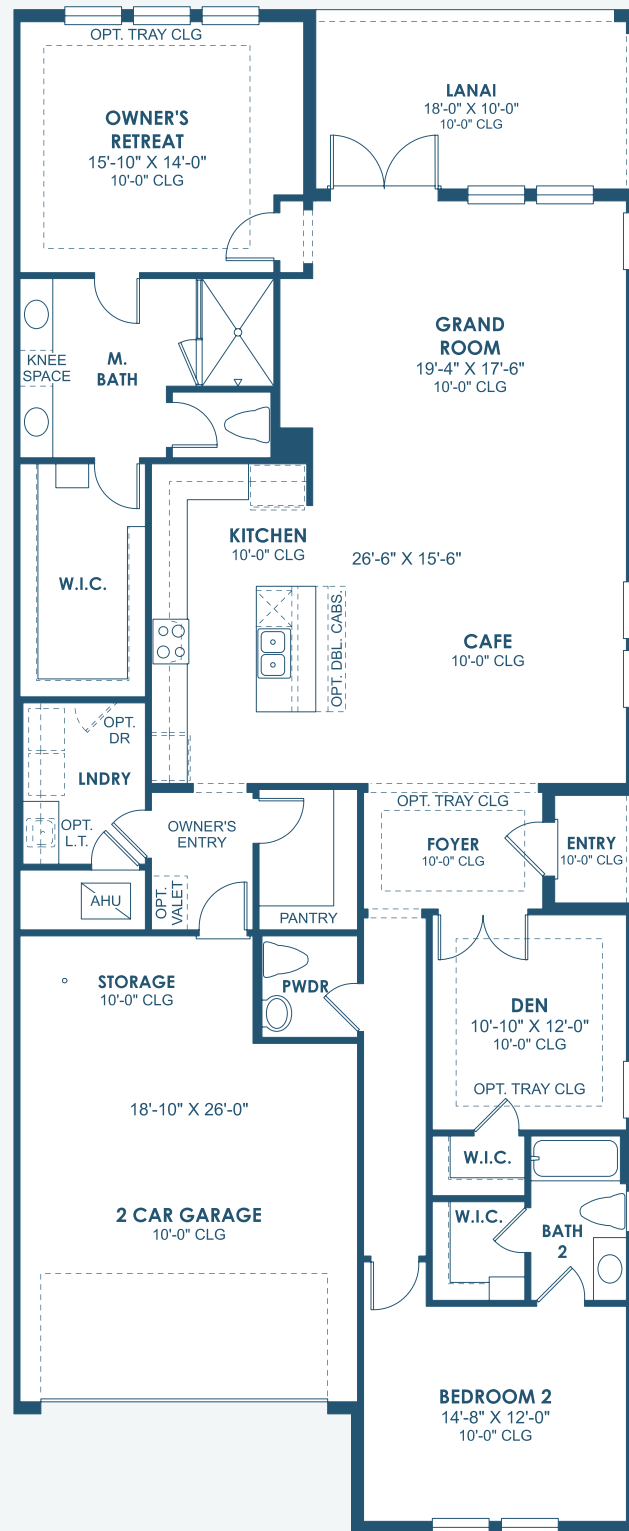 OPT. TRAY CLG
OWNER'S
RETREAT
15'-10" X 14'-0"
10'-0" CLG
LANAI
18'-0" X 10'-0"
10'-0" CLG
GRAND
ROOM
19'-4" X 17'-6"
10'-0" CLG
KNEE
SPACE
M.
BATH
KITCHEN
10'-0" CLG
26'-6" X 15'-6"
W.I.C.
OPT. DBL. CABS.
CAFE
10'-0" CLG
OPT.
DR
LNDRY
OPT.
L.T.
OWNER'S
ENTRY
OPT. TRAY CLG
FOYER
10'-0" CLG
ENTRY
10'-0" CLG
AHU
OPT.
VALET
PANTRY
STORAGE
10'-0" CLG
PWDR
DEN
10'-10" X 12'-0"
10'-0" CLG
OPT. TRAY CLG
18'-10" X 26'-0"
W.I.C.
2 CAR GARAGE
10'-0" CLG
W.I.C.
BATH
2
BEDROOM 2
14'-8" X 12'-0"
10'-0" CLG